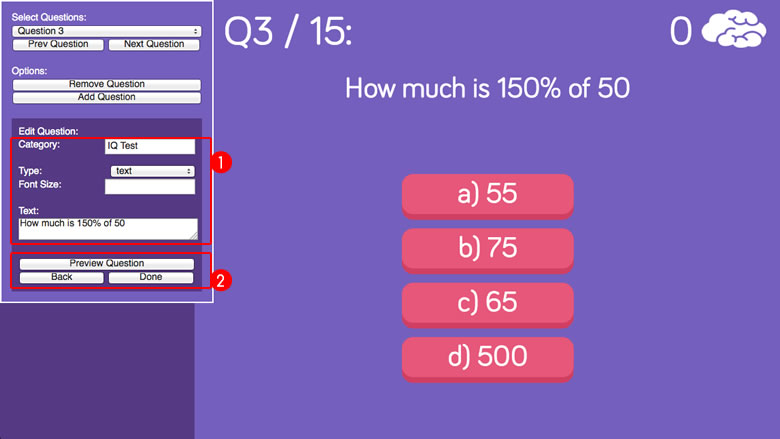 Select Questions:
Question 3
Prev Question Next Question
Options:
Remove Question
Add Question
Edit Question:
Category: IQ Test
Type: text
Font Size:
Text:
How much is 150% of 50
1
Preview Question
Back Done
2
Q3 / 15:
0
How much is 150% of 50
a) 55
b) 75
c) 65
d) 500